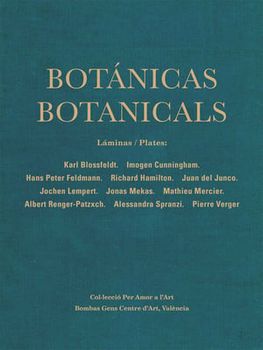 BOTÁNICAS
BOTANICALS
Láminas / Plates:
Karl Blossfeldt. Imogen Cunningham.
Hans Peter Feldmann. Richard Hamilton. Juan del Junco.
Jochen Lempert. Jonas Mekas. Mathieu Mercier.
Albert Renger-Patzxch. Alessandra Spranzi. Pierre Verger
Col·lecció Per Amor a l'Art
Bombas Gens Centre d'Art, València